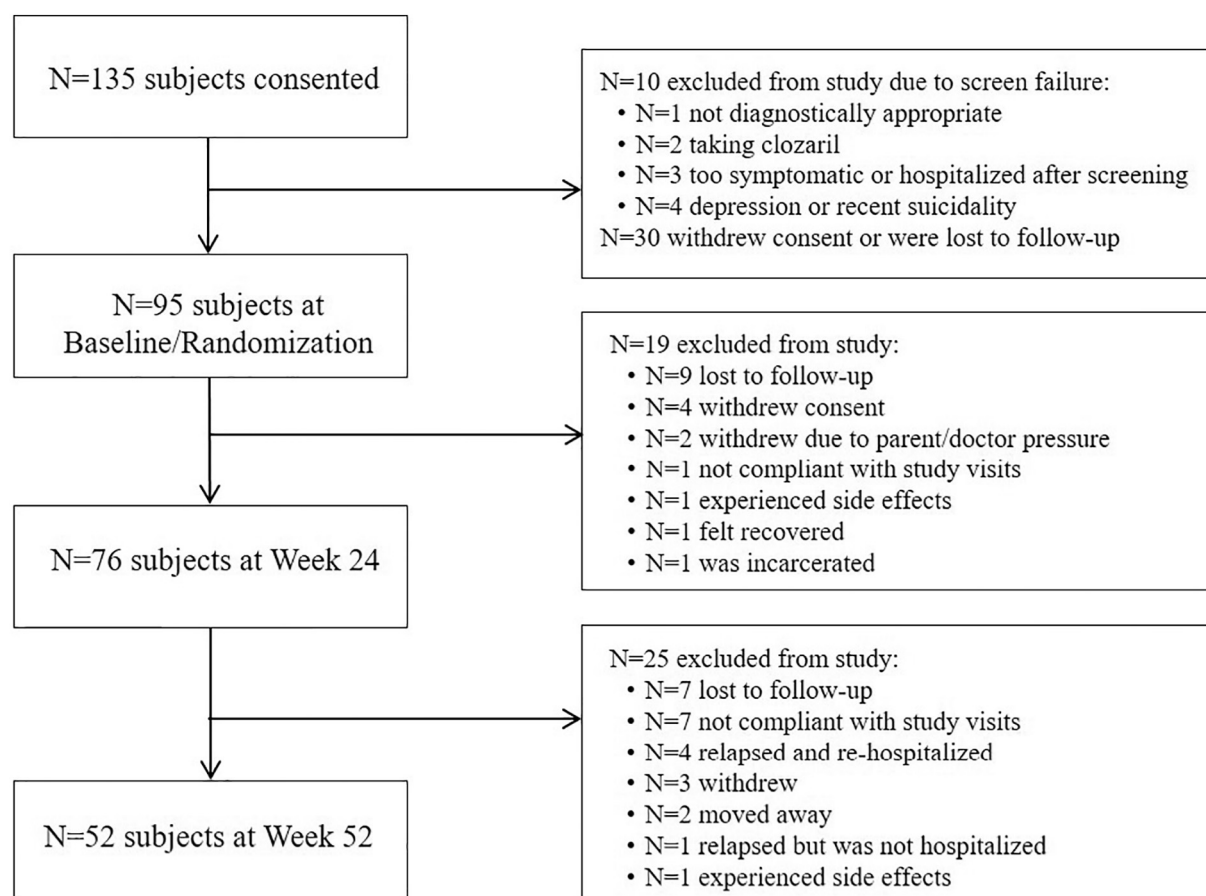 N=135 subjects consented
N=10 excluded from study due to screen failure:
• N=1 not diagnostically appropriate
• N=2 taking clozaril
• N=3 too symptomatic or hospitalized after screening
• N=4 depression or recent suicidality
N=30 withdrew consent or were lost to follow-up
N=95 subjects at
Baseline/Randomization
N=19 excluded from study:
• N=9 lost to follow-up
• N=4 withdrew consent
• N=2 withdrew due to parent/doctor pressure
• N=1 not compliant with study visits
• N=1 experienced side effects
• N=1 felt recovered
• N=1 was incarcerated
N=76 subjects at Week 24
N=25 excluded from study:
• N=7 lost to follow-up
• N=7 not compliant with study visits
• N=4 relapsed and re-hospitalized
• N=3 withdrew
• N=2 moved away
• N=1 relapsed but was not hospitalized
• N=1 experienced side effects
N=52 subjects at Week 52